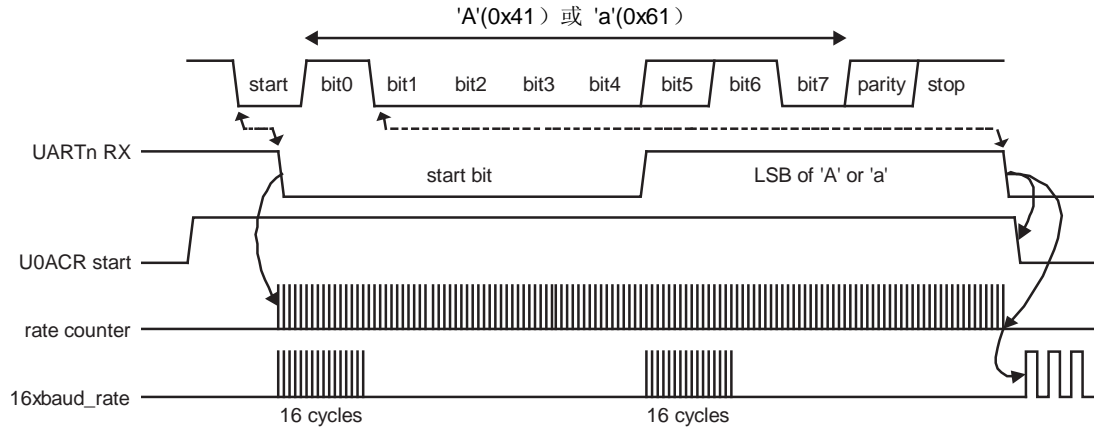 'A'(0x41）或 'a'(0x61）
start bit0 bit1 bit2 bit3 bit4 bit5 bit6 bit7 parity stop
UARTn RX
start bit LSB of 'A' or 'a'
U0ACR start
rate counter
16xbaud_rate
16 cycles 16 cycles